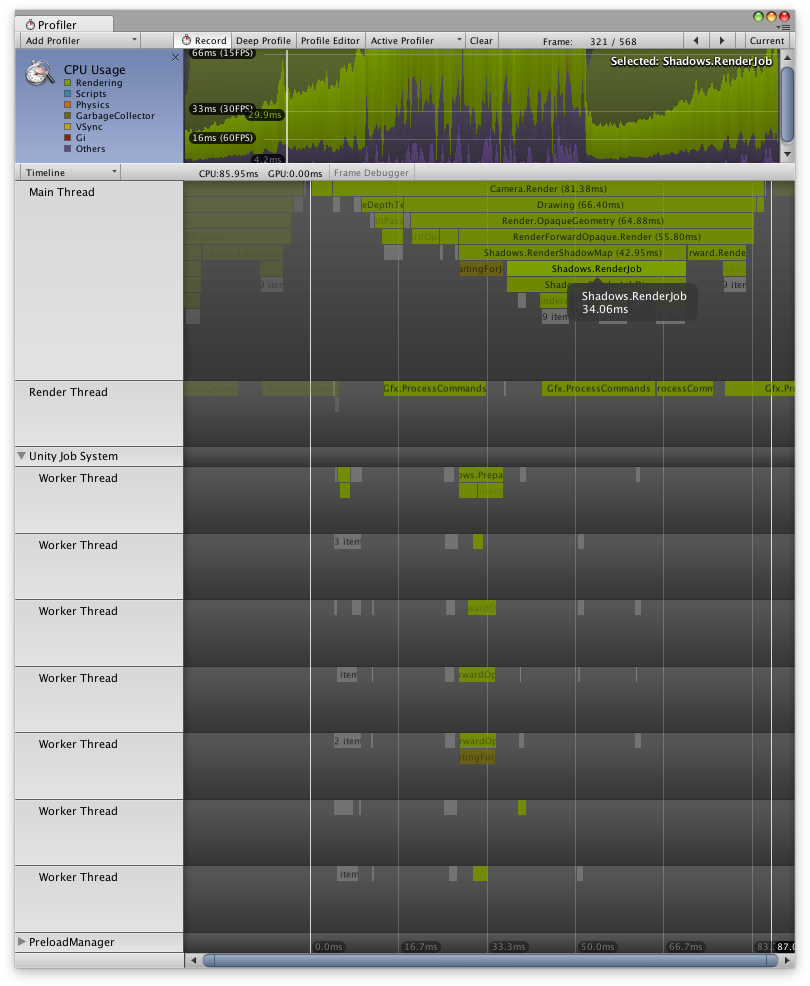 Profiler
Add Profiler Record Deep Profile Profile Editor Active Profiler Clear Frame: 321 / 568 Current
CPU Usage
Rendering
Scripts
Physics
GarbageCollector
VSync
Gi
Others
66ms (15FPS)
Selected: Shadows.RenderJob
33ms (30FPS)
29.9ms
16ms (60FPS)
4.2ms
Timeline CPU:85.95ms GPU:0.00ms Frame Debugger
Main Thread
Camera.Render (81.38ms)
eDepthTe Drawing (66.40ms)
Render.OpaqueGeometry (64.88ms)
RenderForwardOpaque.Render (55.80ms)
Shadows.RenderShadowMap (42.95ms) rward.Rende
itingForJ Shadows.RenderJob
9 item 9 iter
Shadows.RenderJob
34.06ms
9 item
Render Thread
Gfx.ProcessCommands Gfx.ProcessCommands rocessComm Gfx.Pr
Unity Job System
Worker Thread
ows.Prepa
Worker Thread
3 item
Worker Thread
wardO
Worker Thread
item rwardOp
Worker Thread
2 item rwardOp
itingFor
Worker Thread
Worker Thread
item
PreloadManager
0.0ms 16.7ms 33.3ms 50.0ms 66.7ms 83. 87.0